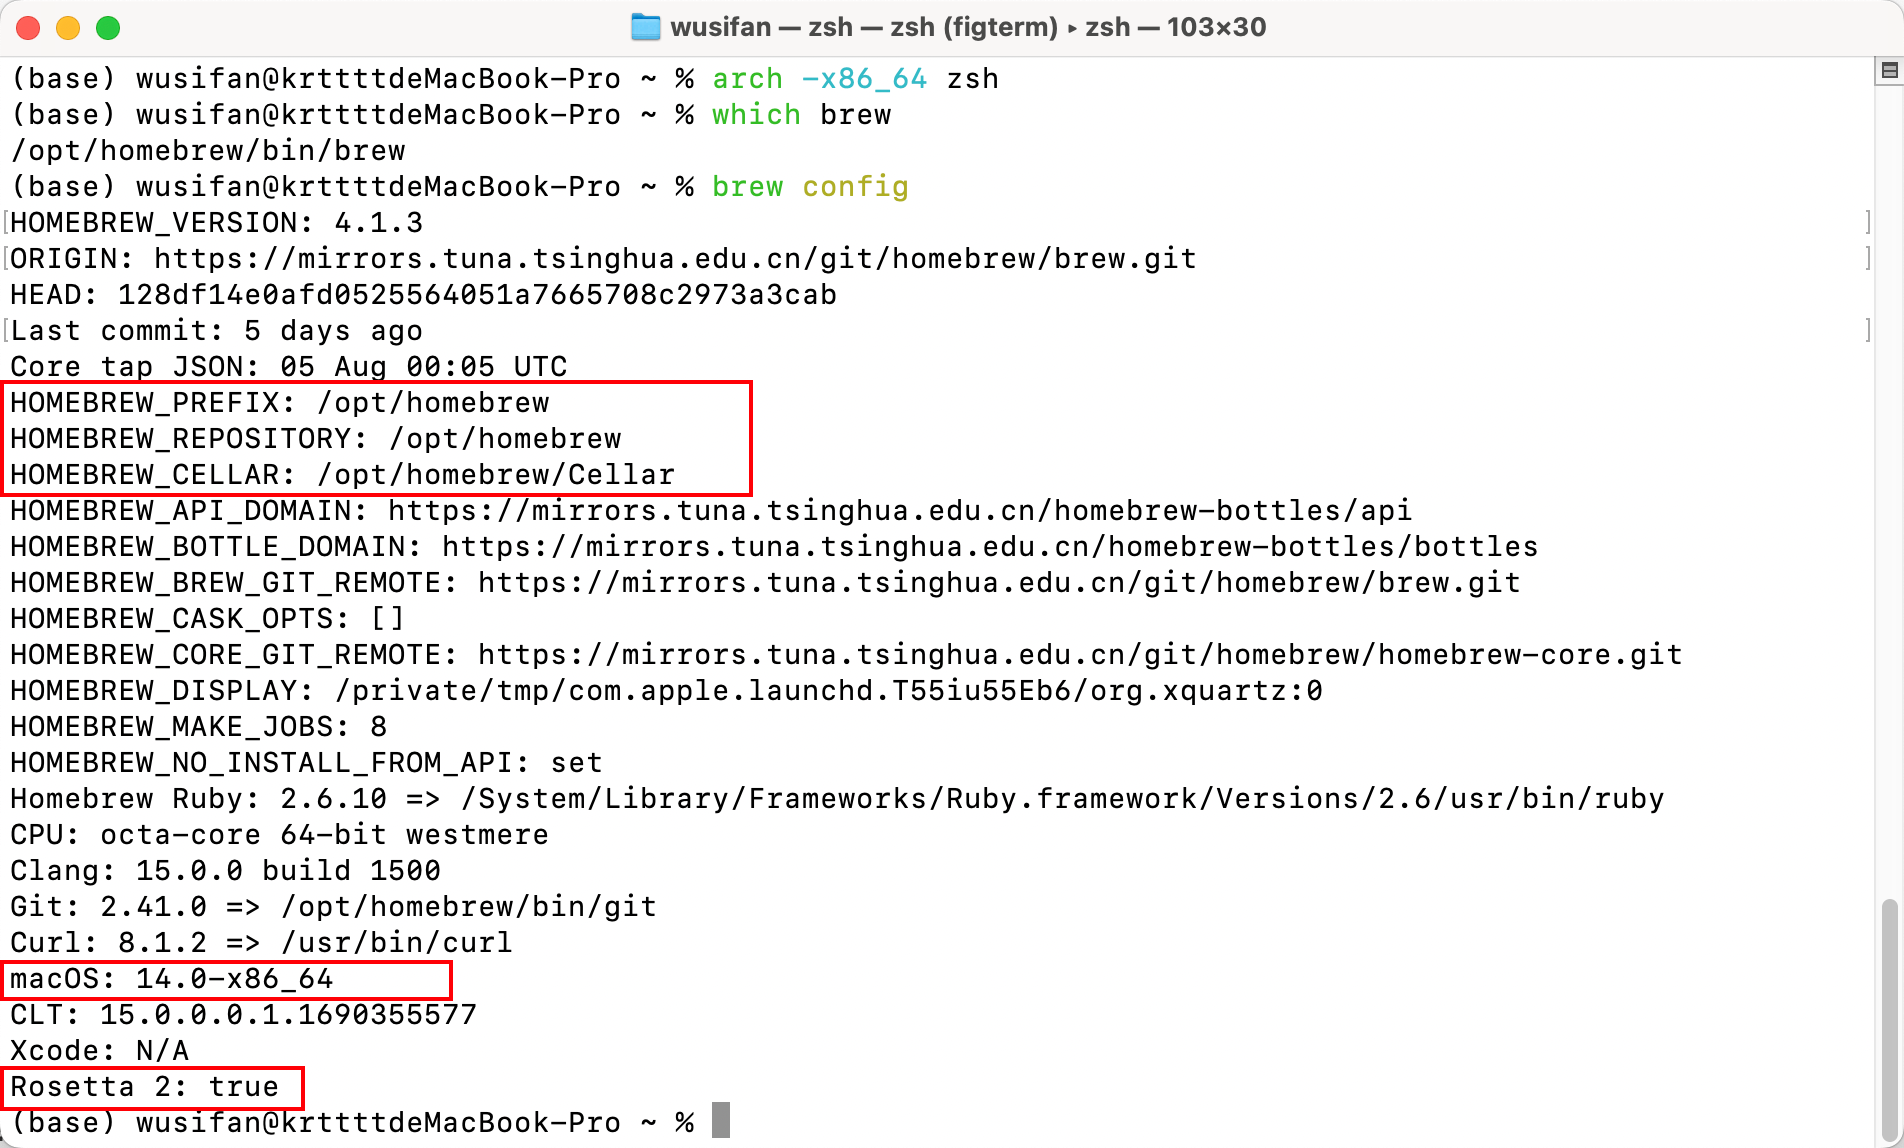 wusifan — zsh — zsh (figterm) ▸ zsh — 103×30
(base) wusifan@krttttdeMacBook-Pro ~ % arch -x86_64 zsh
(base) wusifan@krttttdeMacBook-Pro ~ % which brew
/opt/homebrew/bin/brew
(base) wusifan@krttttdeMacBook-Pro ~ % brew config
[HOMEBREW_VERSION: 4.1.3 ]
[ORIGIN: https://mirrors.tuna.tsinghua.edu.cn/git/homebrew/brew.git ]
HEAD: 128df14e0afd0525564051a7665708c2973a3cab
[Last commit: 5 days ago ]
Core tap JSON: 05 Aug 00:05 UTC
HOMEBREW_PREFIX: /opt/homebrew
HOMEBREW_REPOSITORY: /opt/homebrew
HOMEBREW_CELLAR: /opt/homebrew/Cellar
HOMEBREW_API_DOMAIN: https://mirrors.tuna.tsinghua.edu.cn/homebrew-bottles/api
HOMEBREW_BOTTLE_DOMAIN: https://mirrors.tuna.tsinghua.edu.cn/homebrew-bottles/bottles
HOMEBREW_BREW_GIT_REMOTE: https://mirrors.tuna.tsinghua.edu.cn/git/homebrew/brew.git
HOMEBREW_CASK_OPTS: []
HOMEBREW_CORE_GIT_REMOTE: https://mirrors.tuna.tsinghua.edu.cn/git/homebrew/homebrew-core.git
HOMEBREW_DISPLAY: /private/tmp/com.apple.launchd.T55iu55Eb6/org.xquartz:0
HOMEBREW_MAKE_JOBS: 8
HOMEBREW_NO_INSTALL_FROM_API: set
Homebrew Ruby: 2.6.10 => /System/Library/Frameworks/Ruby.framework/Versions/2.6/usr/bin/ruby
CPU: octa-core 64-bit westmere
Clang: 15.0.0 build 1500
Git: 2.41.0 => /opt/homebrew/bin/git
Curl: 8.1.2 => /usr/bin/curl
macOS: 14.0-x86_64
CLT: 15.0.0.0.1.1690355577
Xcode: N/A
Rosetta 2: true
(base) wusifan@krttttdeMacBook-Pro ~ %